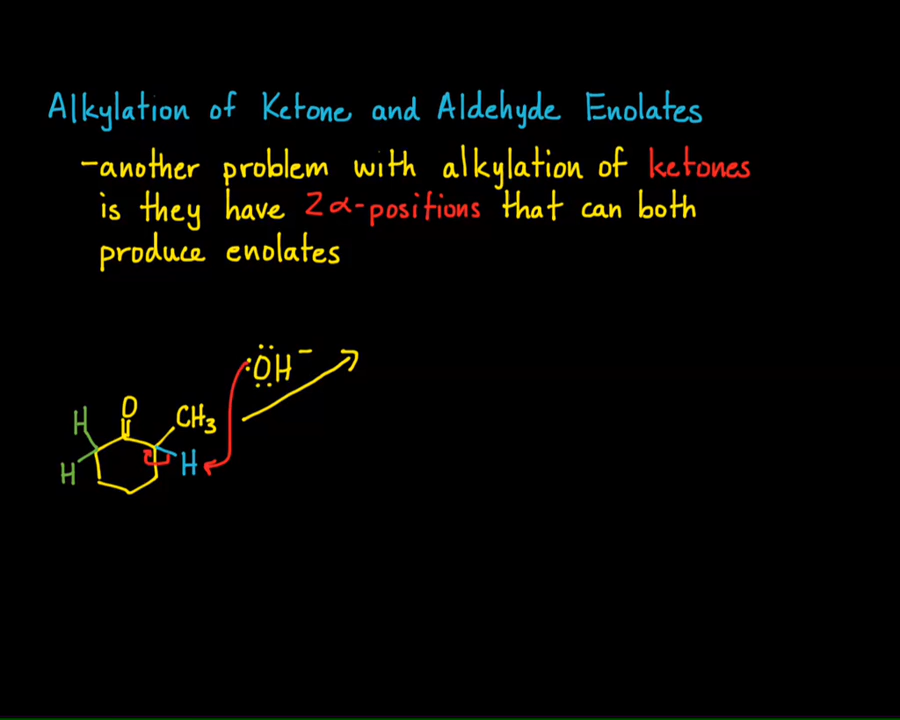 Alkylation of Ketone and Aldehyde Enolates
-another problem with alkylation of ketones
is they have 2α-positions that can both
produce enolates
:ÖH⁻
O
H CH₃
H
H